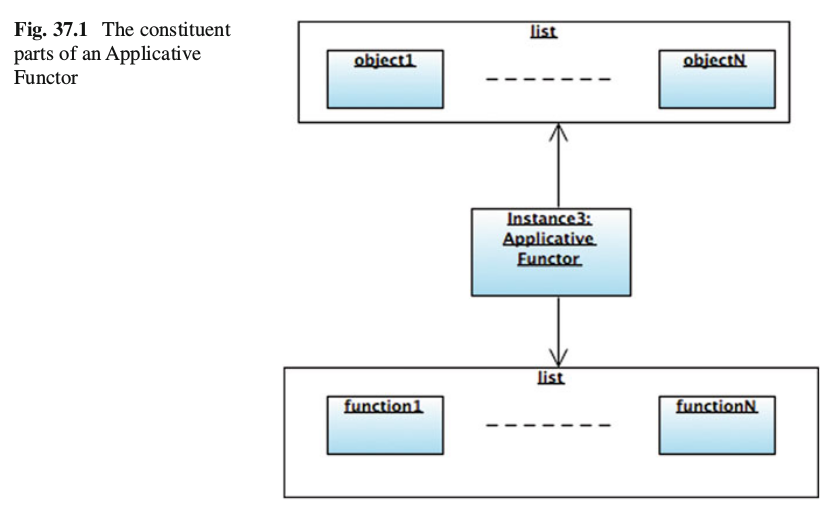 Fig. 37.1 The constituent
parts of an Applicative
Functor
list
object1
objectN
Instance3:
Applicative
Functor
list
function1
functionN